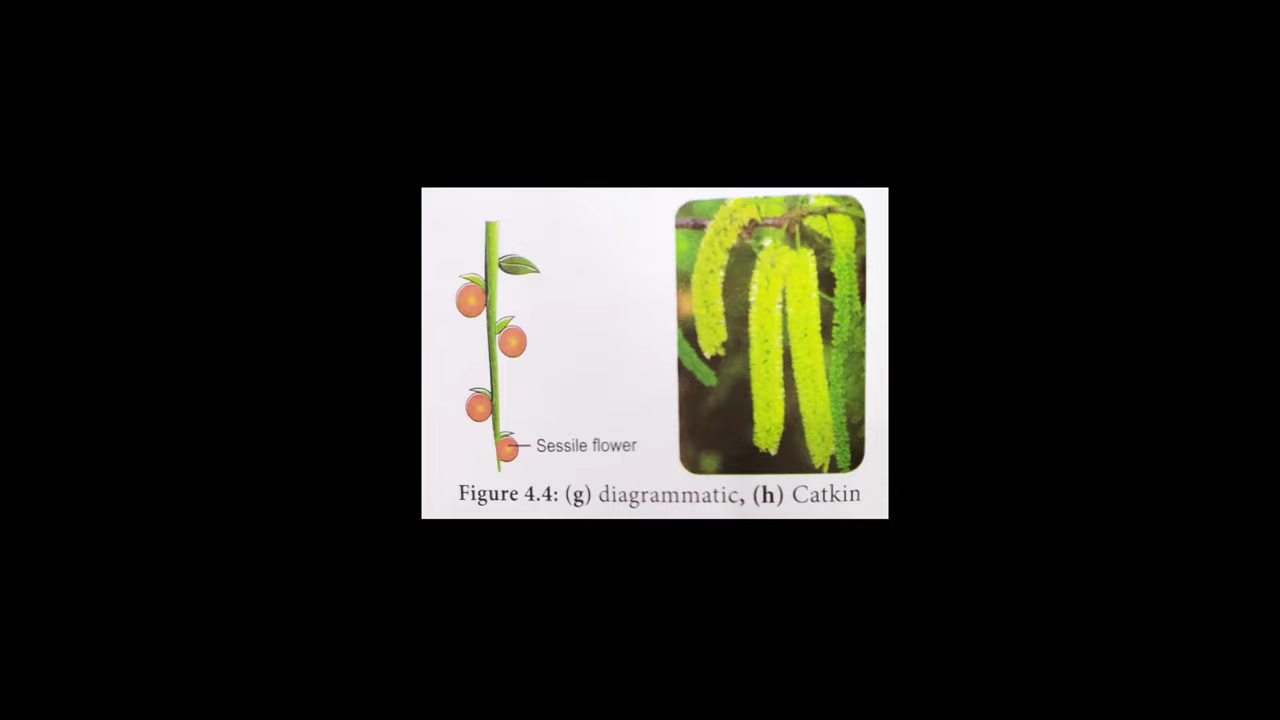 Sessile flower
Figure 4.4: (g) diagrammatic, (h) Catkin